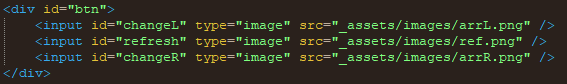 <div id="btn">
<input id="changeL" type="image" src="_assets/images/arrL.png" />
<input id="refresh" type="image" src="_assets/images/ref.png" />
<input id="changeR" type="image" src="_assets/images/arrR.png" />
</div>